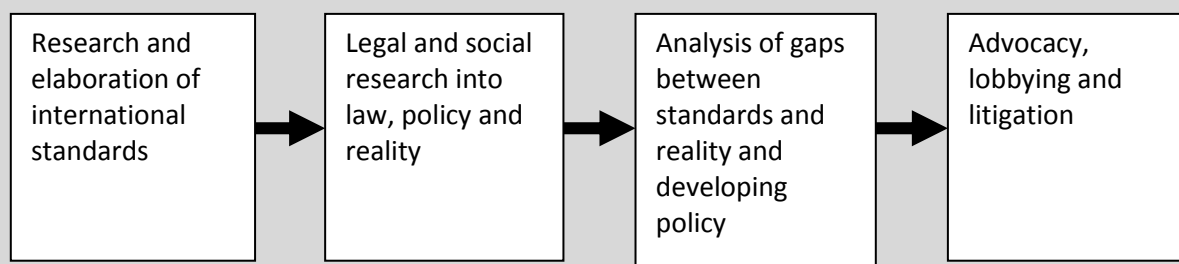 Research and
elaboration of
international
standards
Legal and social
research into
law, policy and
reality
Analysis of gaps
between
standards and
reality and
developing
policy
Advocacy,
lobbying and
litigation